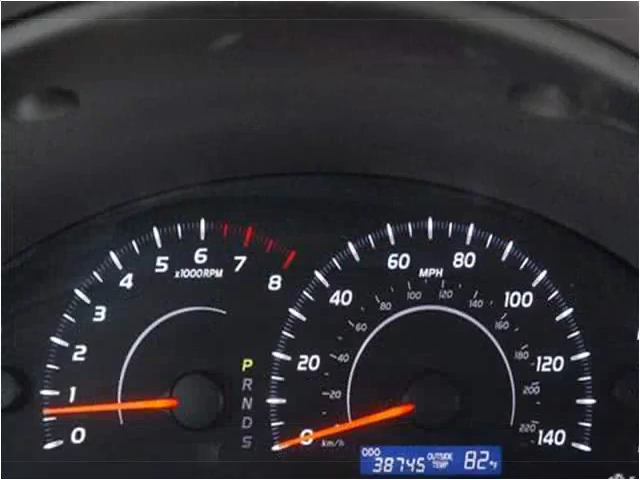 0 1 2 3 4 5 6 7 8
x1000RPM
P
R
N
D
S
0 20 40 60 80 100 120 140
MPH
20 40 60 80 100 120 140 160 180 200 220
km/h
ODO 38745 OUTSIDE TEMP 82°F